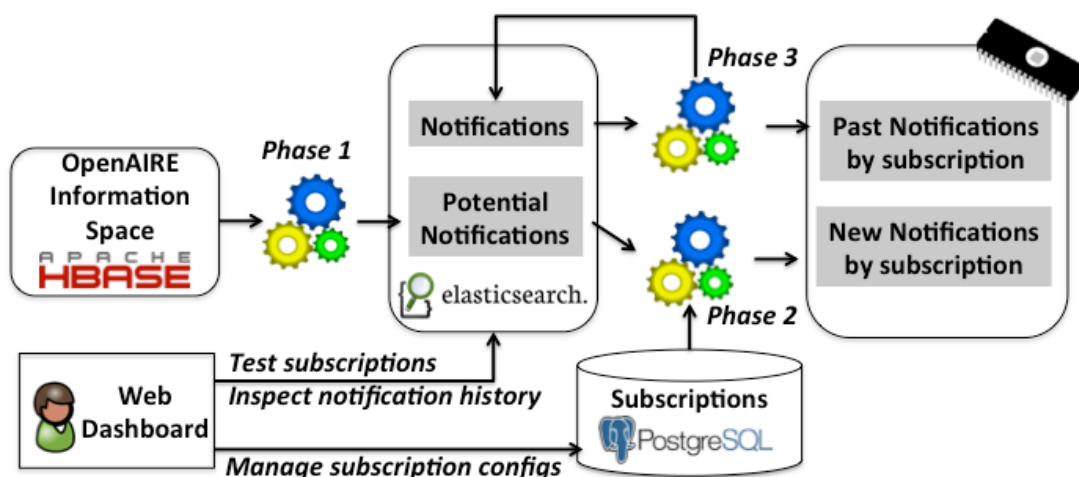 Phase 3
Notifications
Past Notifications
by subscription
Phase 1
OpenAIRE
Information
Space
APACHE
HBASE
Potential
Notifications
New Notifications
by subscription
elasticsearch.
Phase 2
Test subscriptions
Inspect notification history
Web
Dashboard
Subscriptions
PostgreSQL
Manage subscription configs